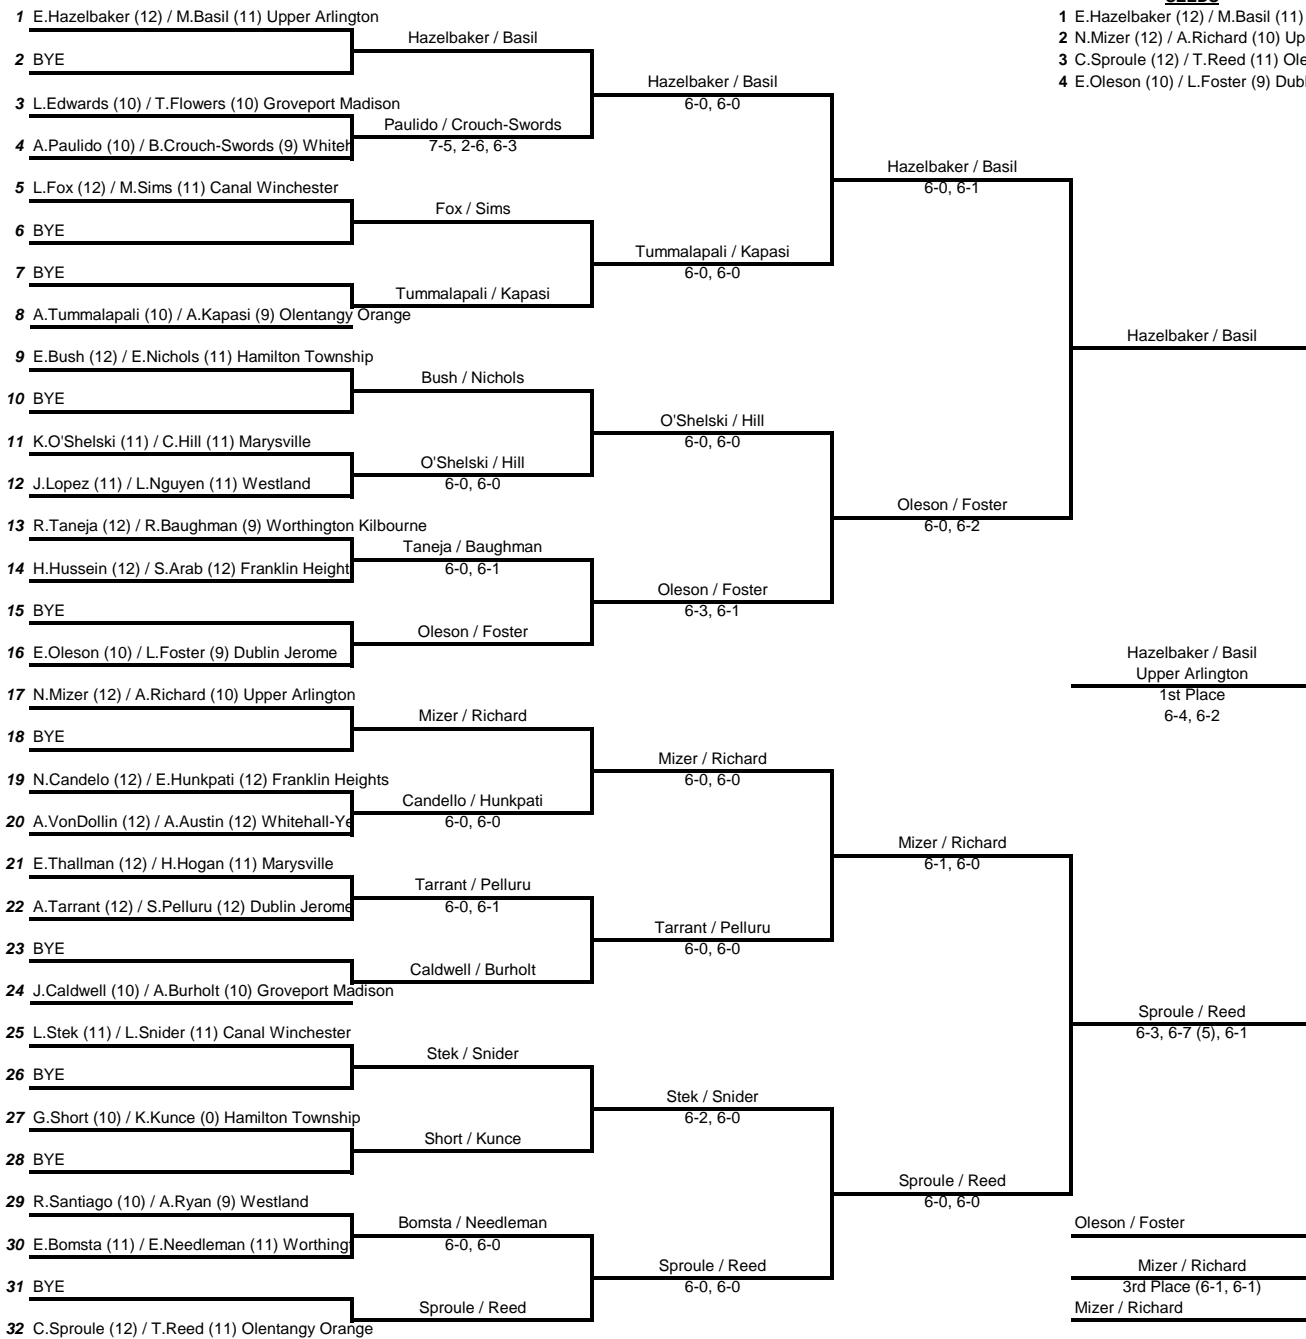 SEEDS
1 E.Hazelbaker (12) / M.Basil (11)
2 N.Mizer (12) / A.Richard (10) Up
3 C.Sproule (12) / T.Reed (11) Ole
4 E.Oleson (10) / L.Foster (9) Dubl
1 E.Hazelbaker (12) / M.Basil (11) Upper Arlington
2 BYE
3 L.Edwards (10) / T.Flowers (10) Groveport Madison
4 A.Paulido (10) / B.Crouch-Swords (9) Whiteh
5 L.Fox (12) / M.Sims (11) Canal Winchester
6 BYE
7 BYE
8 A.Tummalapali (10) / A.Kapasi (9) Olentangy Orange
9 E.Bush (12) / E.Nichols (11) Hamilton Township
10 BYE
11 K.O'Shelski (11) / C.Hill (11) Marysville
12 J.Lopez (11) / L.Nguyen (11) Westland
13 R.Taneja (12) / R.Baughman (9) Worthington Kilbourne
14 H.Hussein (12) / S.Arab (12) Franklin Height
15 BYE
16 E.Oleson (10) / L.Foster (9) Dublin Jerome
17 N.Mizer (12) / A.Richard (10) Upper Arlington
18 BYE
19 N.Candelo (12) / E.Hunkpati (12) Franklin Heights
20 A.VonDollin (12) / A.Austin (12) Whitehall-Ye
21 E.Thallman (12) / H.Hogan (11) Marysville
22 A.Tarrant (12) / S.Pelluru (12) Dublin Jerome
23 BYE
24 J.Caldwell (10) / A.Burholt (10) Groveport Madison
25 L.Stek (11) / L.Snider (11) Canal Winchester
26 BYE
27 G.Short (10) / K.Kunce (0) Hamilton Township
28 BYE
29 R.Santiago (10) / A.Ryan (9) Westland
30 E.Bomsta (11) / E.Needleman (11) Worthingt
31 BYE
32 C.Sproule (12) / T.Reed (11) Olentangy Orange
Hazelbaker / Basil
Paulido / Crouch-Swords
7-5, 2-6, 6-3
Fox / Sims
Tummalapali / Kapasi
Bush / Nichols
O'Shelski / Hill
6-0, 6-0
Taneja / Baughman
6-0, 6-1
Oleson / Foster
Mizer / Richard
Candello / Hunkpati
6-0, 6-0
Tarrant / Pelluru
6-0, 6-1
Caldwell / Burholt
Stek / Snider
Short / Kunce
Bomsta / Needleman
6-0, 6-0
Sproule / Reed
Hazelbaker / Basil
6-0, 6-0
Tummalapali / Kapasi
6-0, 6-0
O'Shelski / Hill
6-0, 6-0
Oleson / Foster
6-3, 6-1
Mizer / Richard
6-0, 6-0
Tarrant / Pelluru
6-0, 6-0
Stek / Snider
6-2, 6-0
Sproule / Reed
6-0, 6-0
Hazelbaker / Basil
6-0, 6-1
Oleson / Foster
6-0, 6-2
Mizer / Richard
6-1, 6-0
Sproule / Reed
6-0, 6-0
Hazelbaker / Basil
Sproule / Reed
6-3, 6-7 (5), 6-1
Hazelbaker / Basil
Upper Arlington
1st Place
6-4, 6-2
Oleson / Foster
Mizer / Richard
3rd Place (6-1, 6-1)
Mizer / Richard